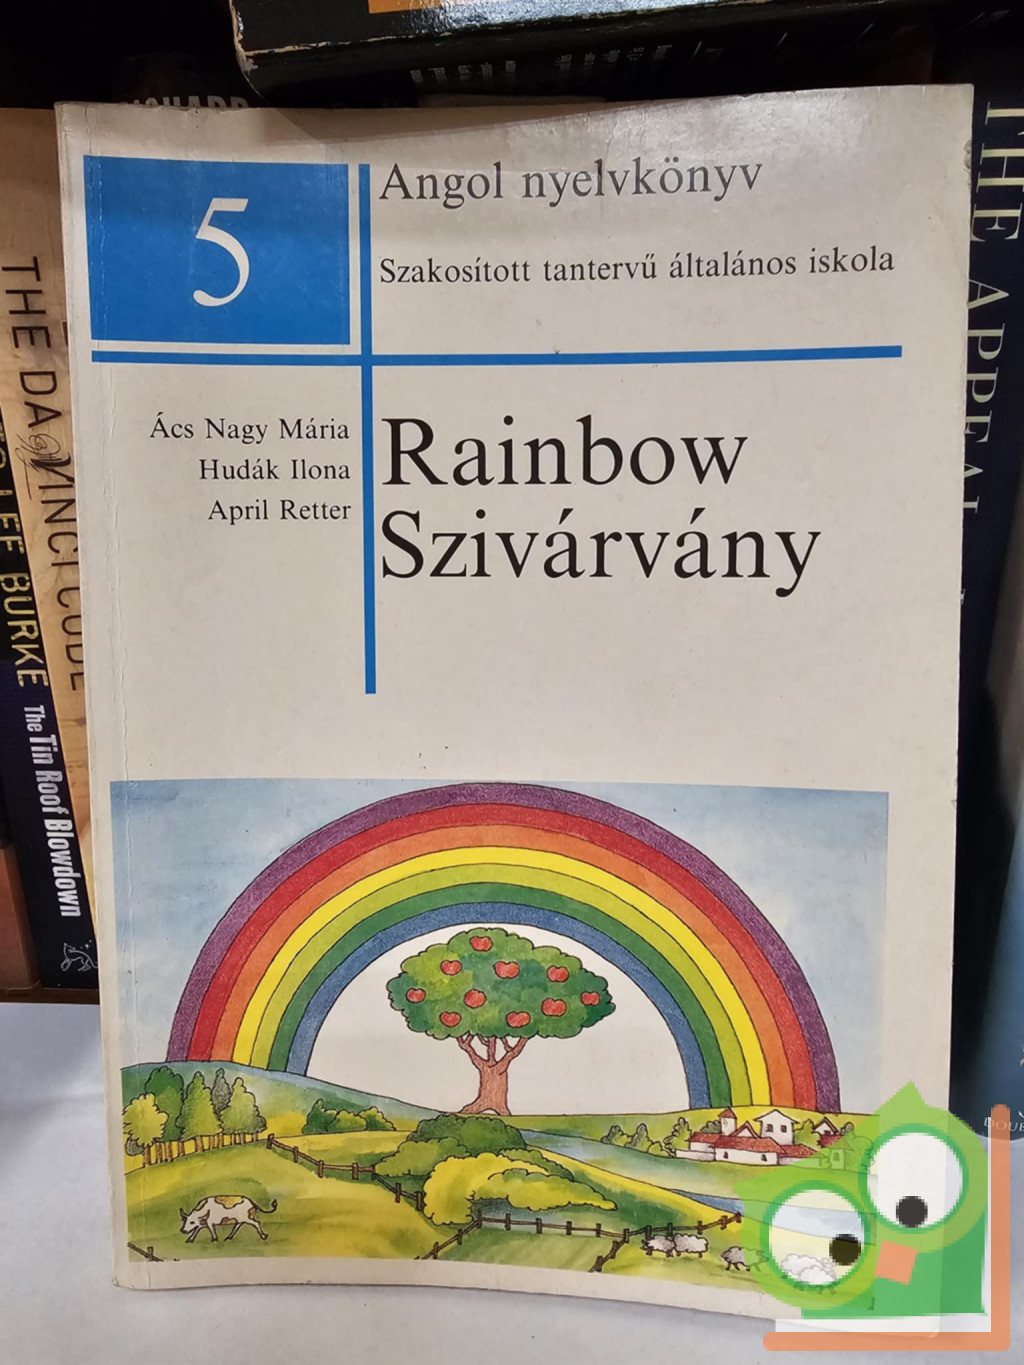 5
Angol nyelvkönyv
Szakosított tantervű általános iskola
Ács Nagy Mária
Hudák Ilona
April Retter
Rainbow
Szivárvány
THE DA VINCI CODE
LEE BURKE
The Tin Roof Blowdown
THE APPEAL